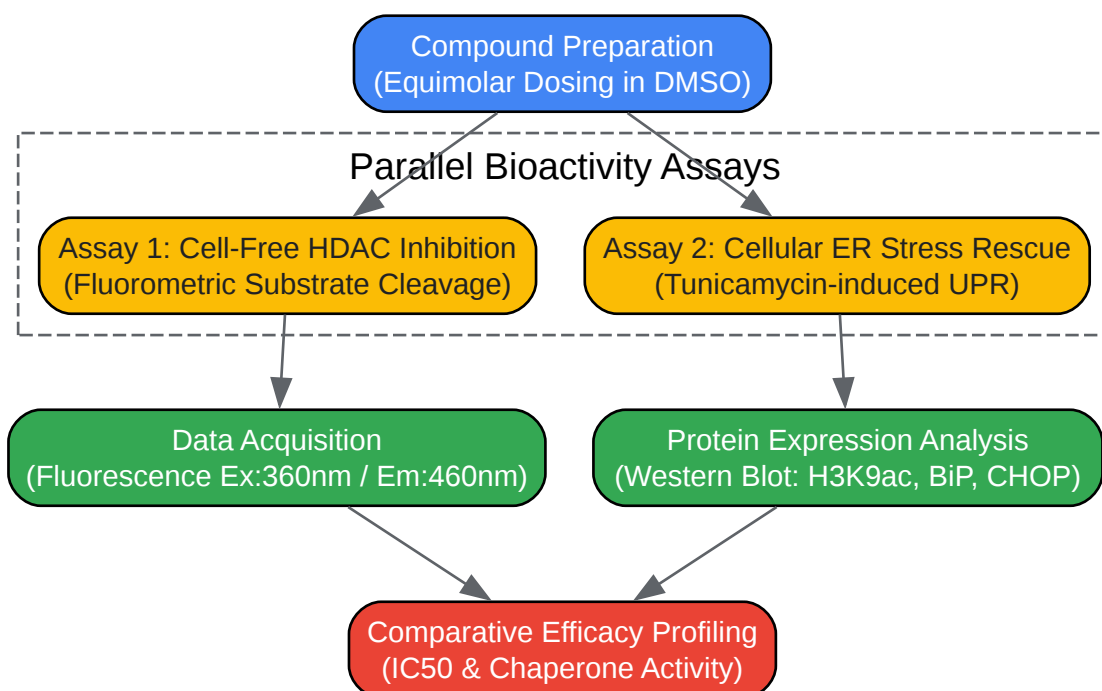 Compound Preparation
(Equimolar Dosing in DMSO)
Parallel Bioactivity Assays
Assay 1: Cell-Free HDAC Inhibition
(Fluorometric Substrate Cleavage)
Assay 2: Cellular ER Stress Rescue
(Tunicamycin-induced UPR)
Data Acquisition
(Fluorescence Ex:360nm / Em:460nm)
Protein Expression Analysis
(Western Blot: H3K9ac, BiP, CHOP)
Comparative Efficacy Profiling
(IC50 & Chaperone Activity)